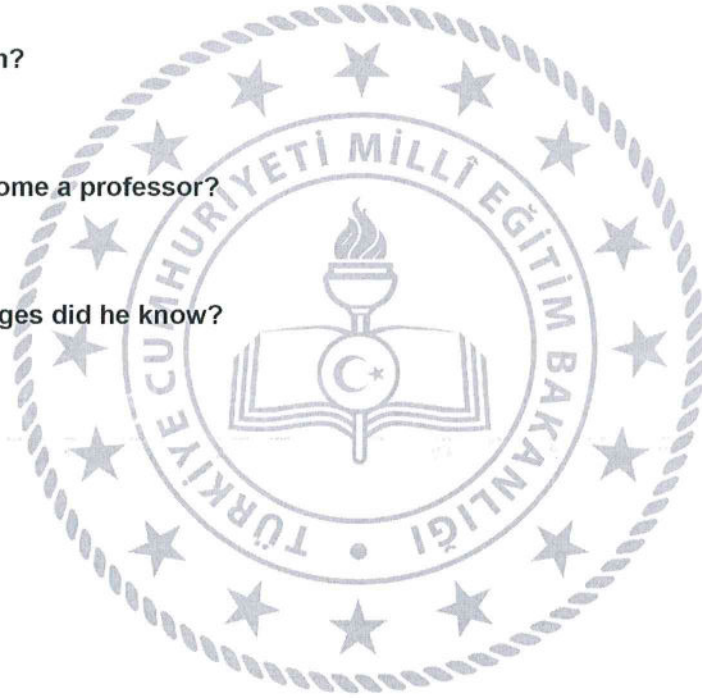 n?
ome a professor?
ges did he know?
TÜRKİYE CUMHURİYETİ MİLLÎ EĞİTİM BAKANLIĞI